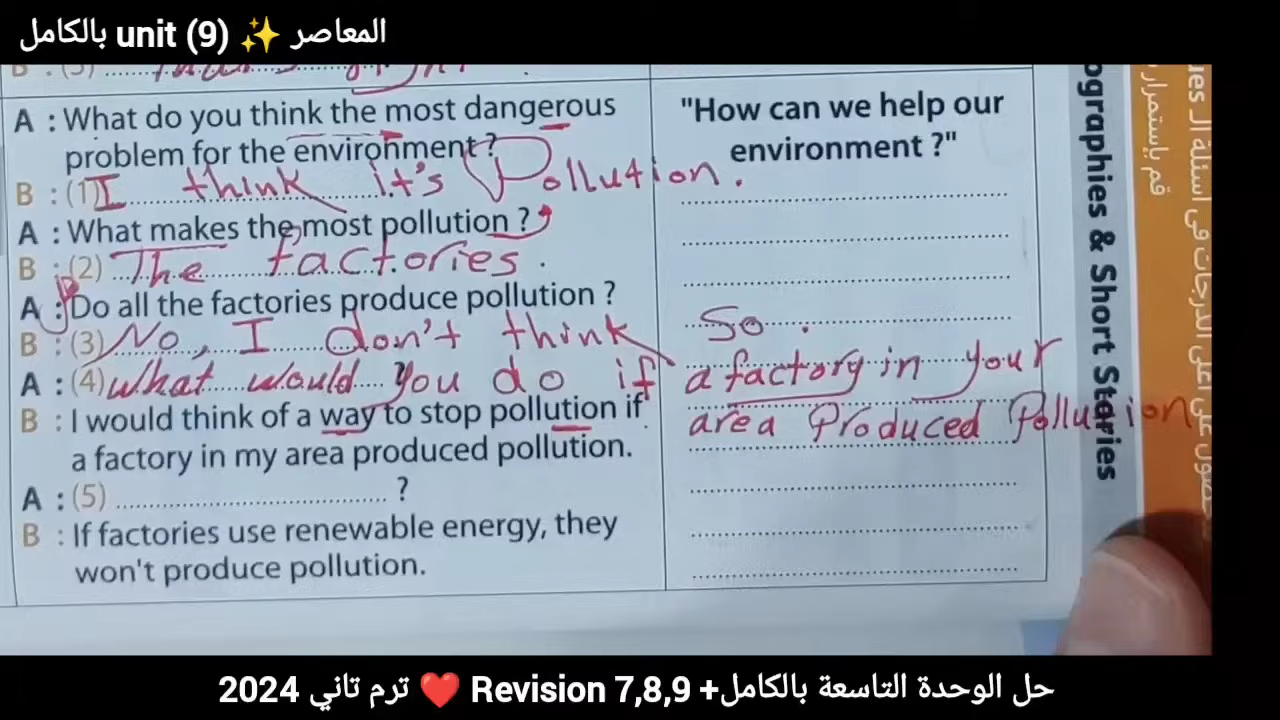 المعاصر ✨ unit (9) بالكامل
A : What do you think the most dangerous
problem for the environment ?
B : (1) I think it's Pollution.
A : What makes the most pollution ?
B : (2) The factories.
A : Do all the factories produce pollution ?
B : (3) No, I don't think so.
A : (4) what would you do if a factory in your
area Produced Pollution
B : I would think of a way to stop pollution if
a factory in my area produced pollution.
A : (5) ........................................ ?
B : If factories use renewable energy, they
won't produce pollution.
"How can we help our
environment ?"
ographies & Short Stories
قم بإستمرار
حل الوحدة التاسعة بالكامل+ Revision 7,8,9 ❤️ ترم تاني 2024